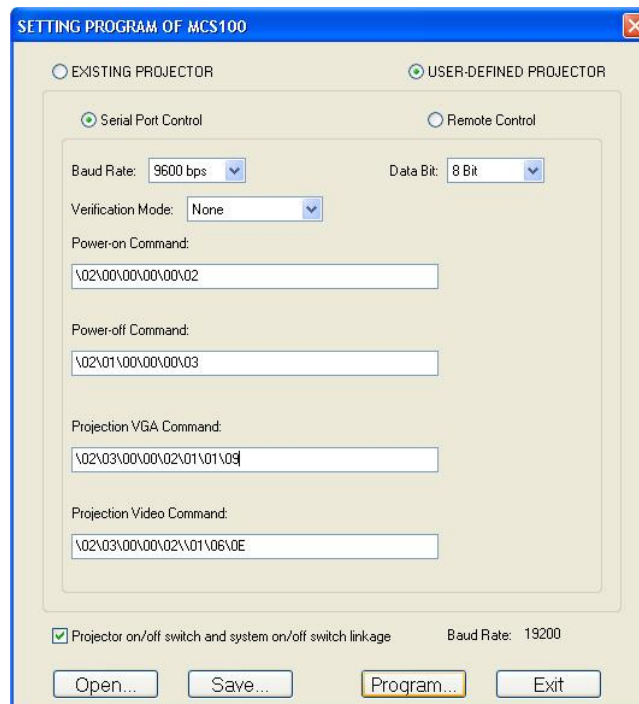 SETTING PROGRAM OF MCS100
EXISTING PROJECTOR USER-DEFINED PROJECTOR
Serial Port Control Remote Control
Baud Rate: 9600 bps Data Bit: 8 Bit
Verification Mode: None
Power-on Command:
\02\00\00\00\00\02
Power-off Command:
\02\01\00\00\00\03
Projection VGA Command:
\02\03\00\00\02\01\01\09
Projection Video Command:
\02\03\00\00\02\\01\06\0E
Projector on/off switch and system on/off switch linkage Baud Rate: 19200
Open... Save... Program... Exit